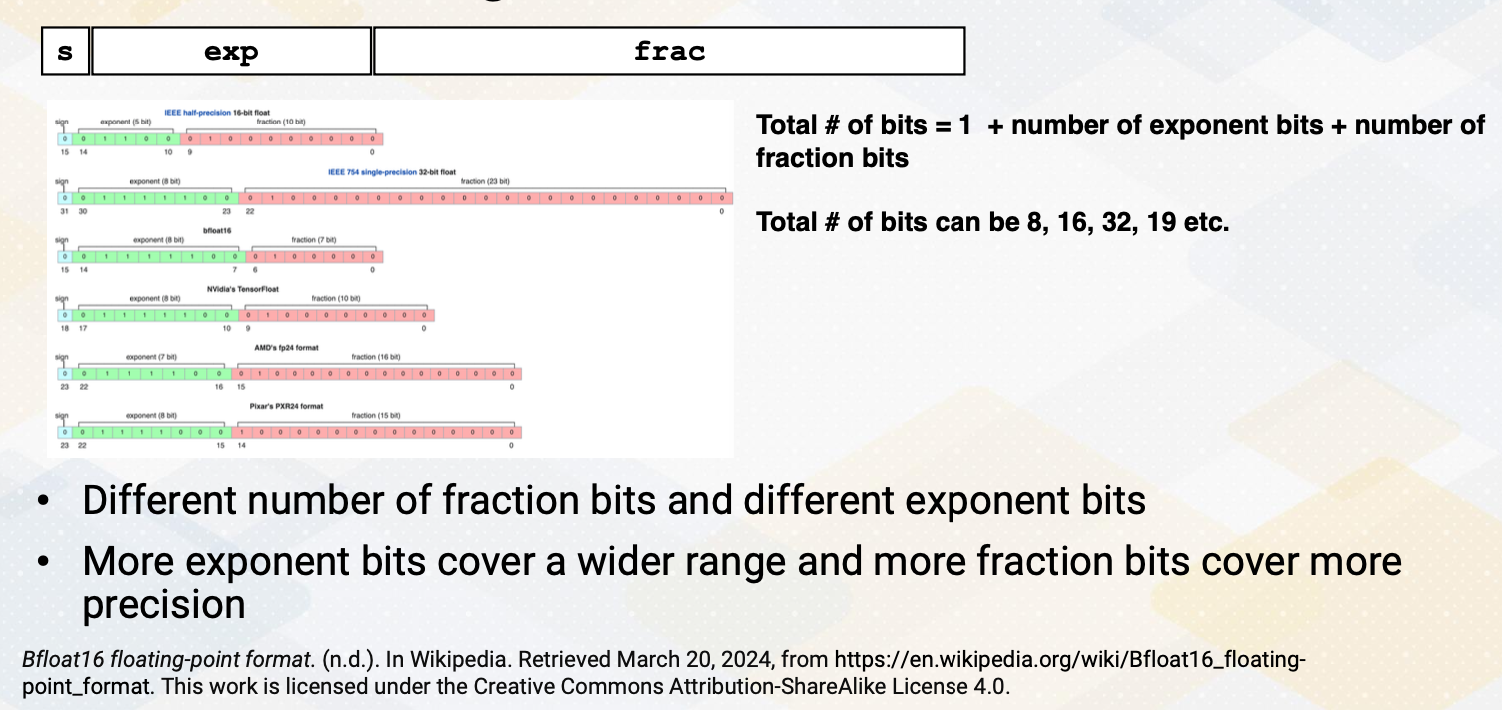 s exp frac
IEEE half-precision 16-bit float
sign exponent (5 bit) fraction (10 bit)
0 0 1 1 0 0 0 1 0 0 0 0 0 0 0 0
15 14 10 9 0
IEEE 754 single-precision 32-bit float
sign exponent (8 bit) fraction (23 bit)
0 0 1 1 1 1 1 0 0 0 1 0 0 0 0 0 0 0 0 0 0 0 0 0 0 0 0 0 0 0 0 0
31 30 23 22 0
bfloat16
sign exponent (8 bit) fraction (7 bit)
0 0 1 1 1 1 1 0 0 0 1 0 0 0 0 0
15 14 7 6 0
NVidia's TensorFloat
sign exponent (8 bit) fraction (10 bit)
0 0 1 1 1 1 1 0 0 0 1 0 0 0 0 0 0 0 0
18 17 10 9 0
AMD's fp24 format
sign exponent (7 bit) fraction (16 bit)
0 0 1 1 1 1 0 0 0 1 0 0 0 0 0 0 0 0 0 0 0 0 0 0
23 22 16 15 0
Pixar's PXR24 format
sign exponent (8 bit) fraction (15 bit)
0 0 1 1 1 1 0 0 0 1 0 0 0 0 0 0 0 0 0 0 0 0 0 0
23 22 15 14 0
Total # of bits = 1 + number of exponent bits + number of
fraction bits
Total # of bits can be 8, 16, 32, 19 etc.
• Different number of fraction bits and different exponent bits
• More exponent bits cover a wider range and more fraction bits cover more
precision
Bfloat16 floating-point format. (n.d.). In Wikipedia. Retrieved March 20, 2024, from https://en.wikipedia.org/wiki/Bfloat16_floating-
point_format. This work is licensed under the Creative Commons Attribution-ShareAlike License 4.0.